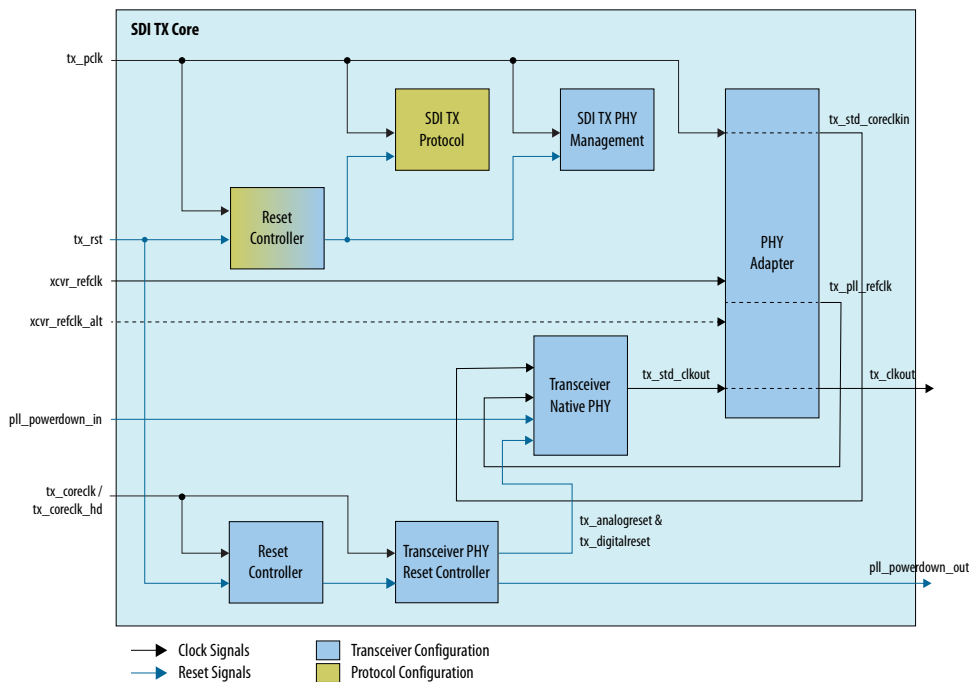 SDI TX Core
tx_pclk
SDI TX
Protocol
SDI TX PHY
Management
tx_std_coreclkin
Reset
Controller
tx_rst
PHY
Adapter
xcvr_refclk
tx_pll_refclk
xcvr_refclk_alt
Transceiver
Native PHY
tx_std_clkout
tx_clkout
pll_powerdown_in
tx_coreclk /
tx_coreclk_hd
tx_analogreset &
tx_digitalreset
Reset
Controller
Transceiver PHY
Reset Controller
pll_powerdown_out
Clock Signals
Transceiver Configuration
Reset Signals
Protocol Configuration